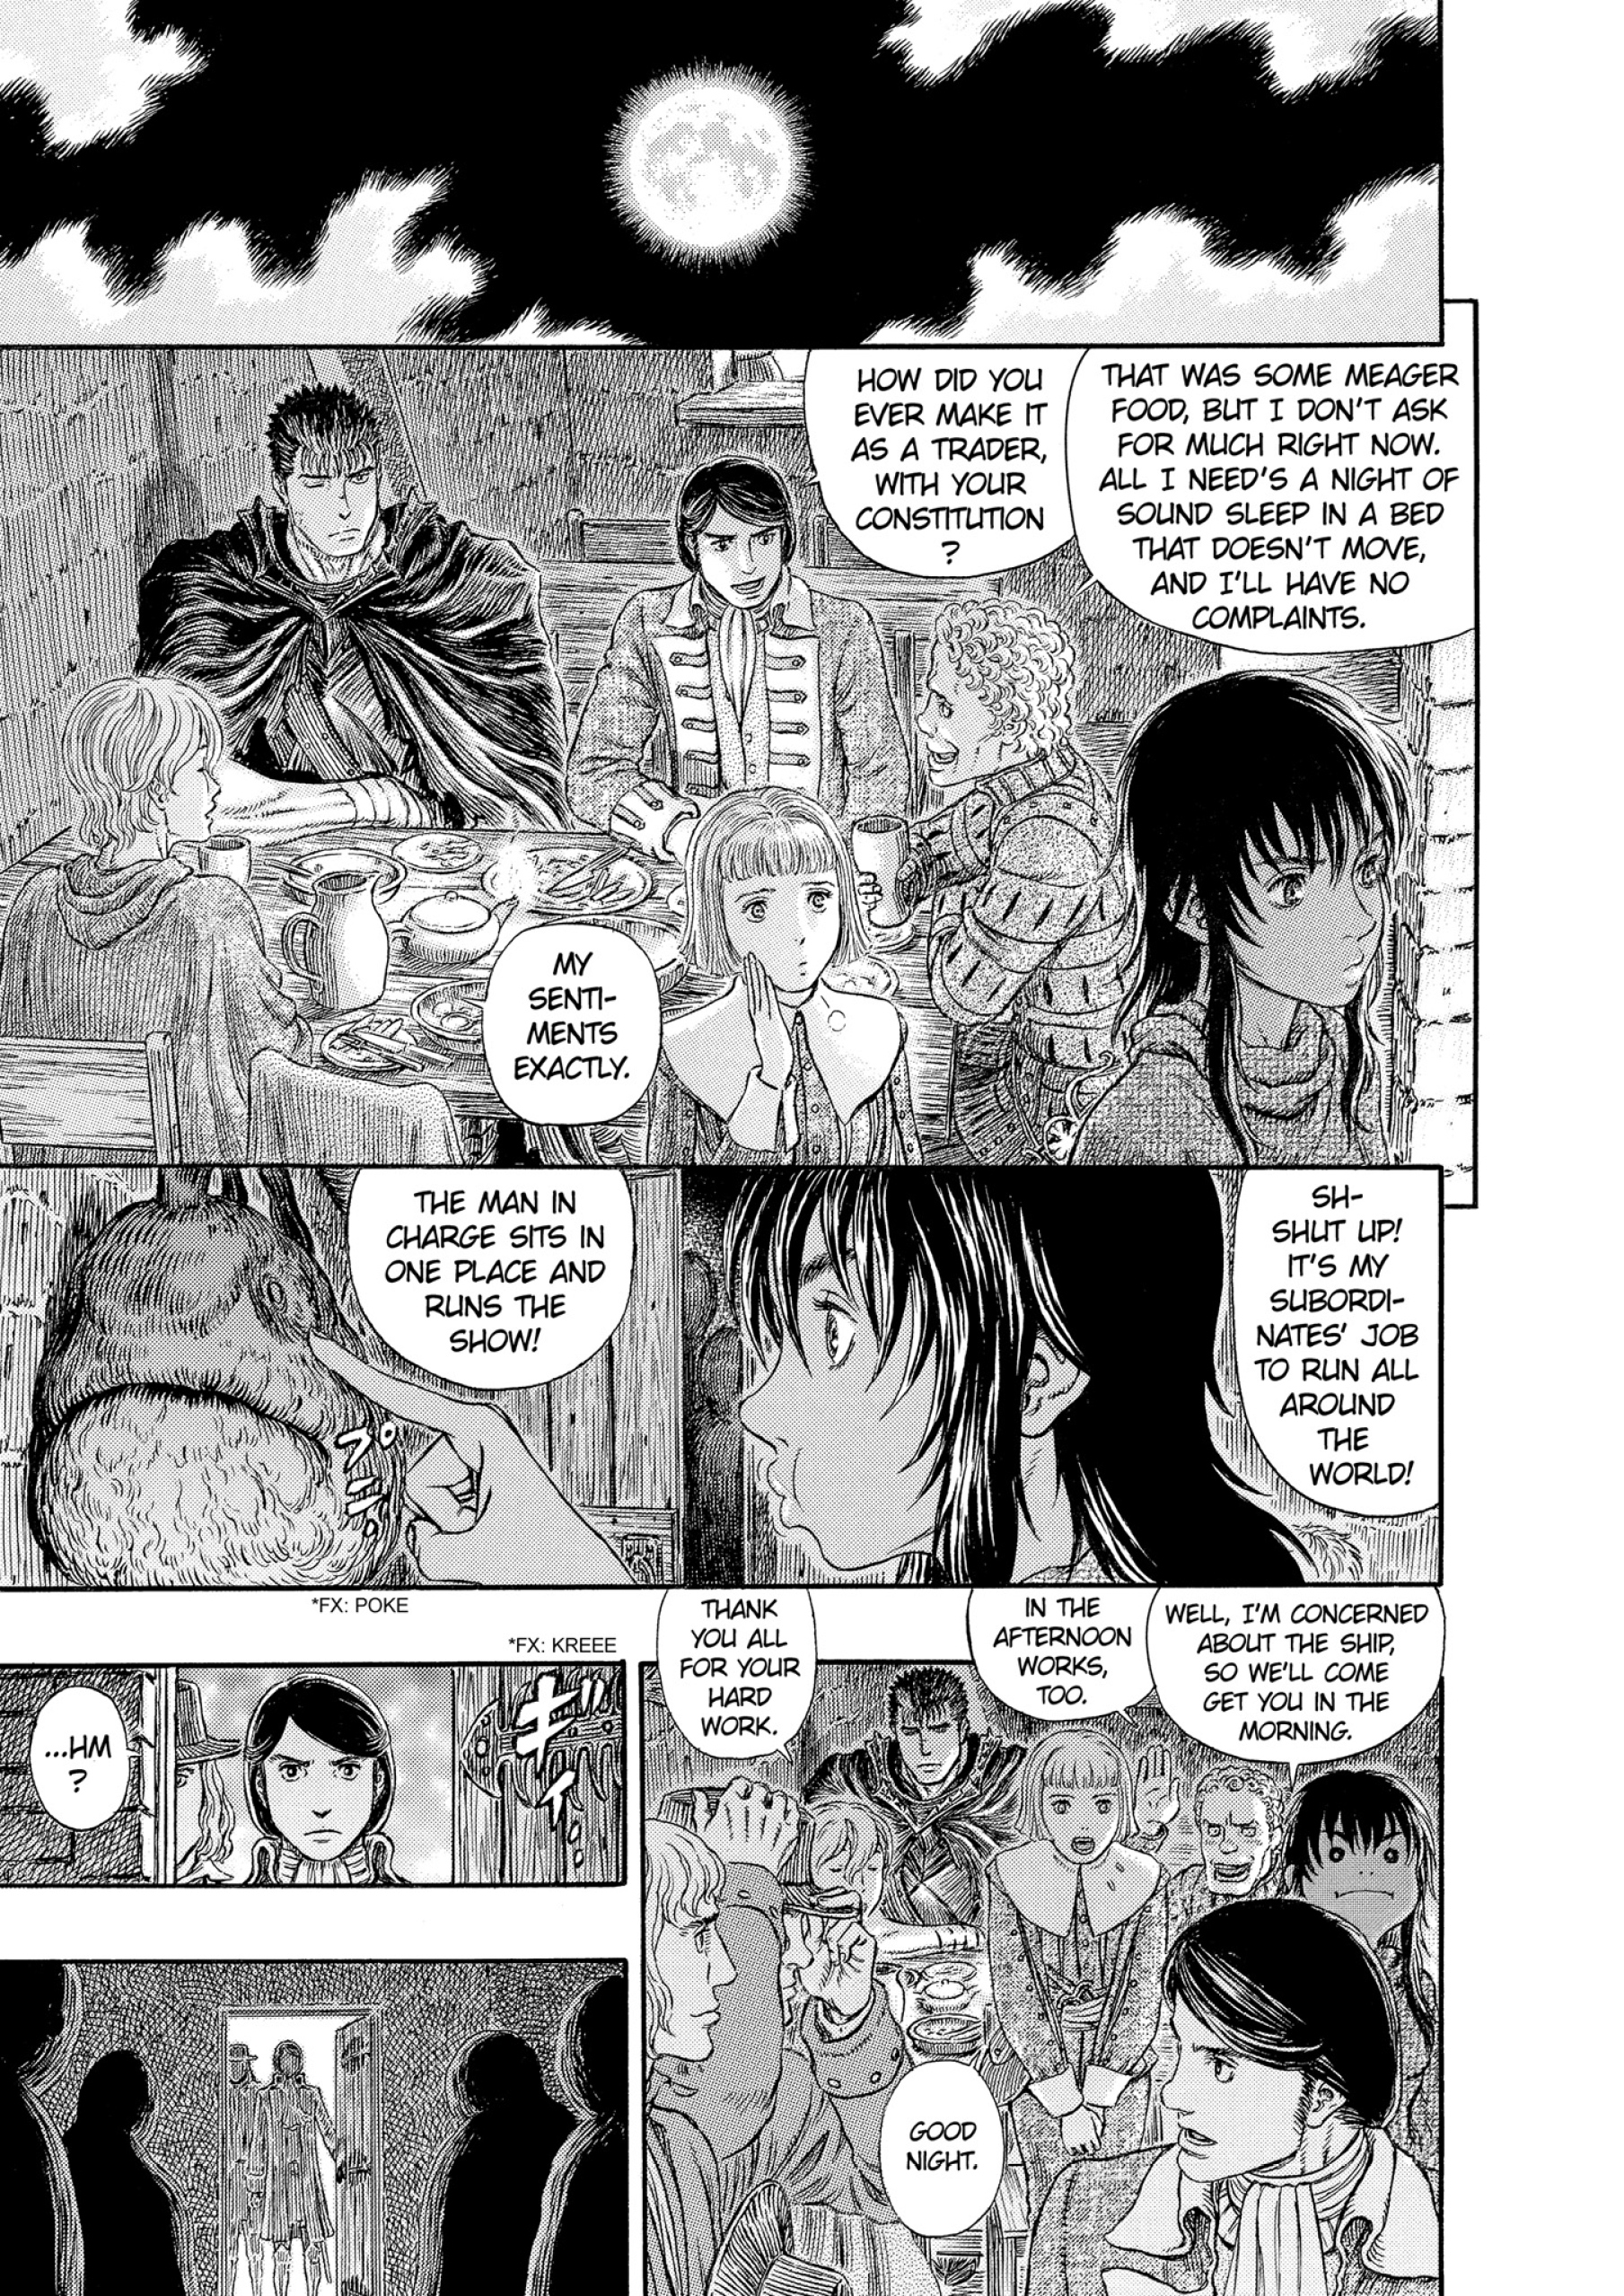 THAT WAS SOME MEAGER
FOOD, BUT I DON'T ASK
FOR MUCH RIGHT NOW.
ALL I NEED'S A NIGHT OF
SOUND SLEEP IN A BED
THAT DOESN'T MOVE,
AND I'LL HAVE NO
COMPLAINTS.
HOW DID YOU
EVER MAKE IT
AS A TRADER,
WITH YOUR
CONSTITUTION
?
MY
SENTI-
MENTS
EXACTLY.
SH-
SHUT UP!
IT'S MY
SUBORDI-
NATES' JOB
TO RUN ALL
AROUND
THE
WORLD!
THE MAN IN
CHARGE SITS IN
ONE PLACE AND
RUNS THE
SHOW!
プニッ
*FX: POKE
WELL, I'M CONCERNED
ABOUT THE SHIP,
SO WE'LL COME
GET YOU IN THE
MORNING.
IN THE
AFTERNOON
WORKS,
TOO.
THANK
YOU ALL
FOR YOUR
HARD
WORK.
GOOD
NIGHT.
*FX: KREEE
ギィ
...HM
?